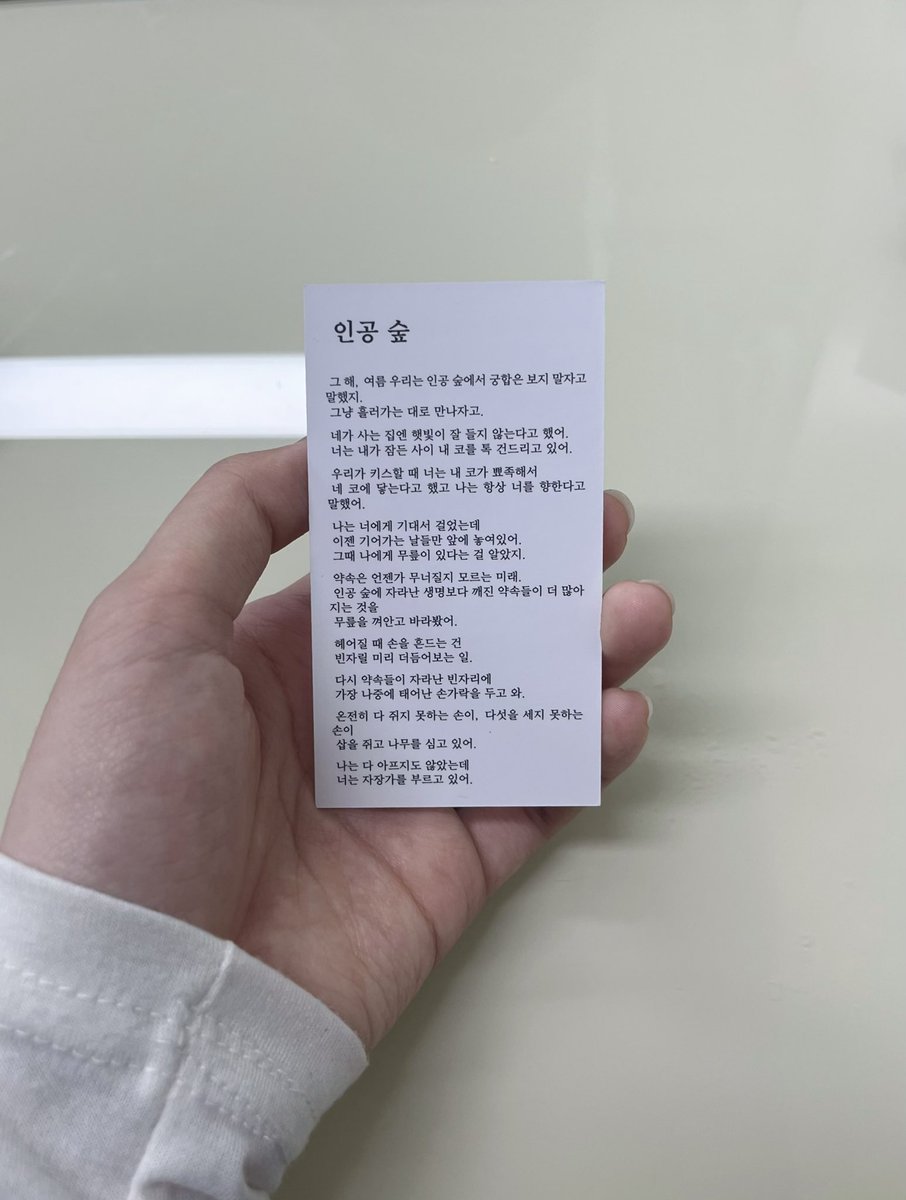 인공 숲
그 해, 여름 우리는 인공 숲에서 궁합은 보지 말자고
말했지.
그냥 흘러가는 대로 만나자고.
네가 사는 집엔 햇빛이 잘 들지 않는다고 했어.
너는 내가 잠든 사이 내 코를 톡 건드리고 있어.
우리가 키스할 때 너는 내 코가 뾰족해서
네 코에 닿는다고 했고 나는 항상 너를 향한다고
말했어.
나는 너에게 기대서 걸었는데
이젠 기어가는 날들만 앞에 놓여있어.
그때 나에게 무릎이 있다는 걸 알았지.
약속은 언젠가 무너질지 모르는 미래.
인공 숲에 자라난 생명보다 깨진 약속들이 더 많아
지는 것을
무릎을 껴안고 바라봤어.
헤어질 때 손을 흔드는 건
빈자릴 미리 더듬어보는 일.
다시 약속들이 자라난 빈자리에
가장 나중에 태어난 손가락을 두고 와.
온전히 다 쥐지 못하는 손이, 다섯을 세지 못하는
손이
삽을 쥐고 나무를 심고 있어.
나는 다 아프지도 않았는데
너는 자장가를 부르고 있어.